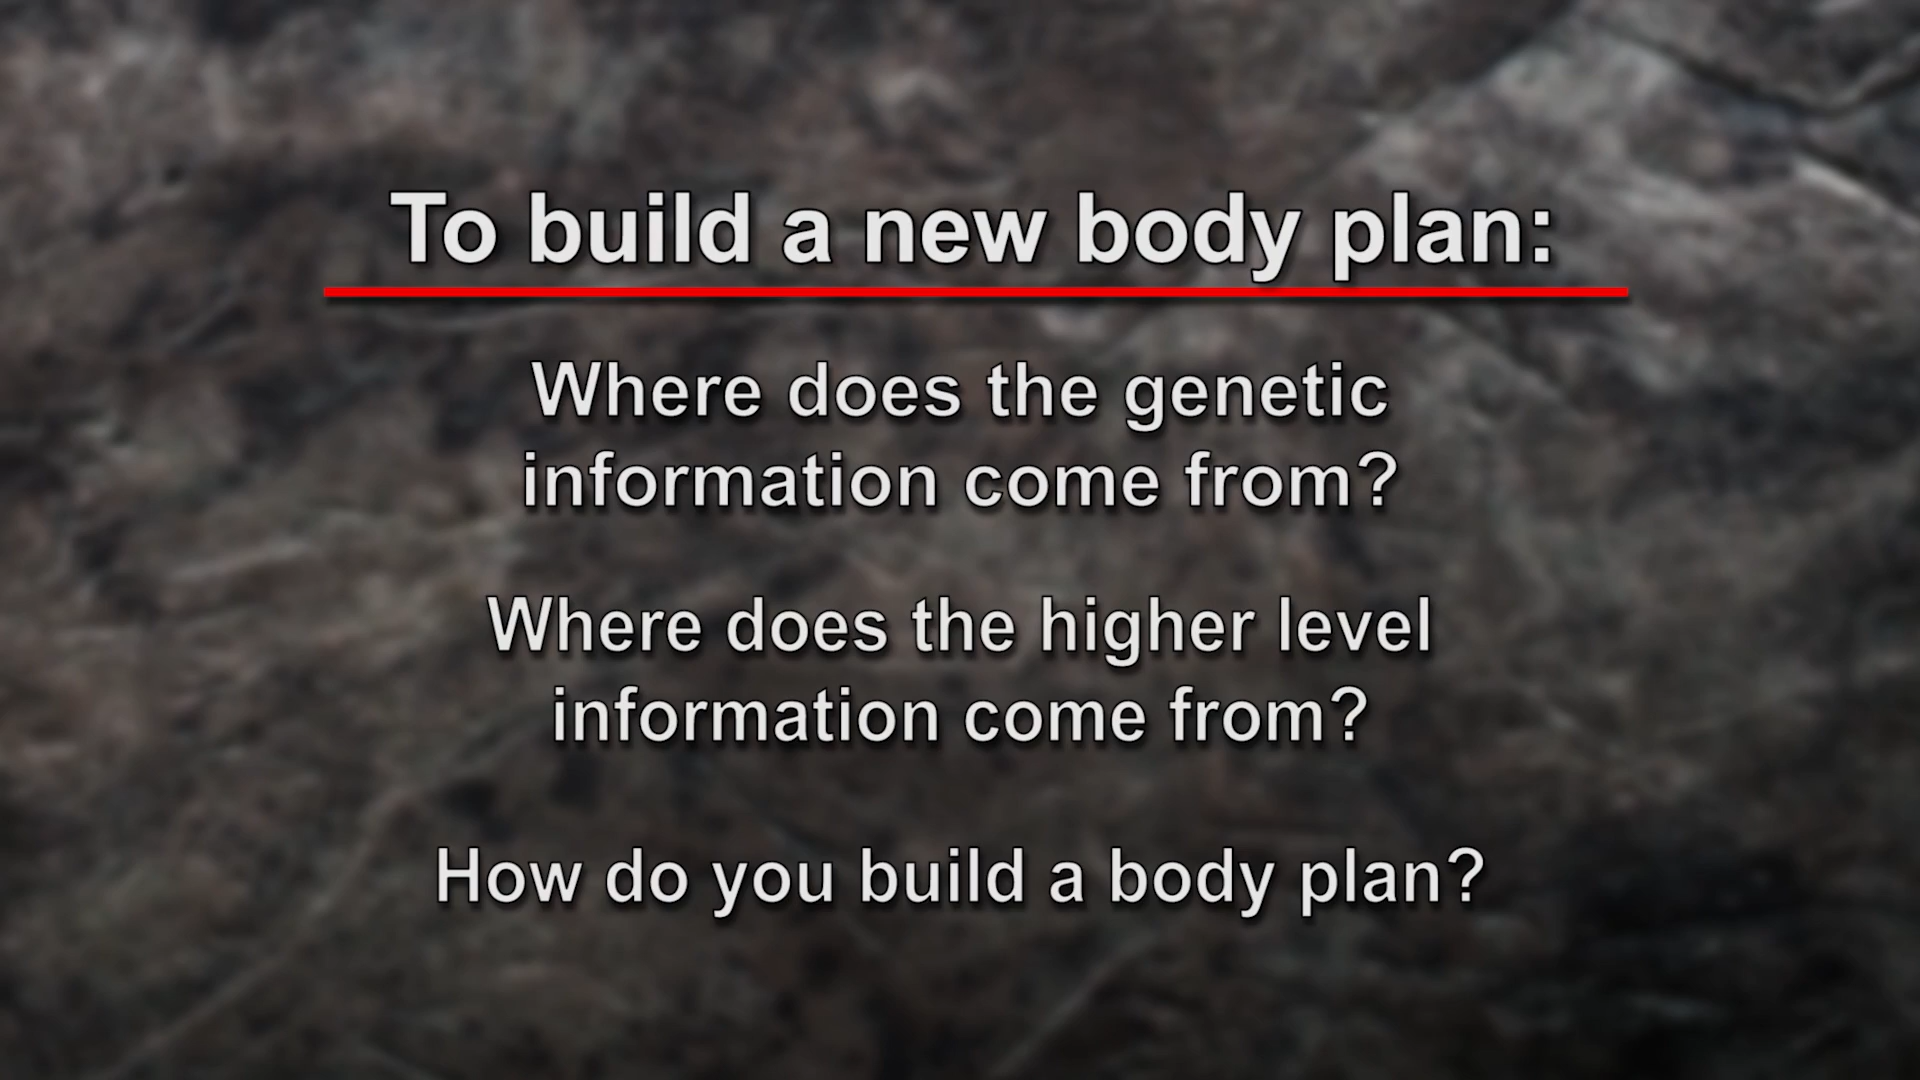 To build a new body plan:
Where does the genetic
information come from?
Where does the higher level
information come from?
How do you build a body plan?